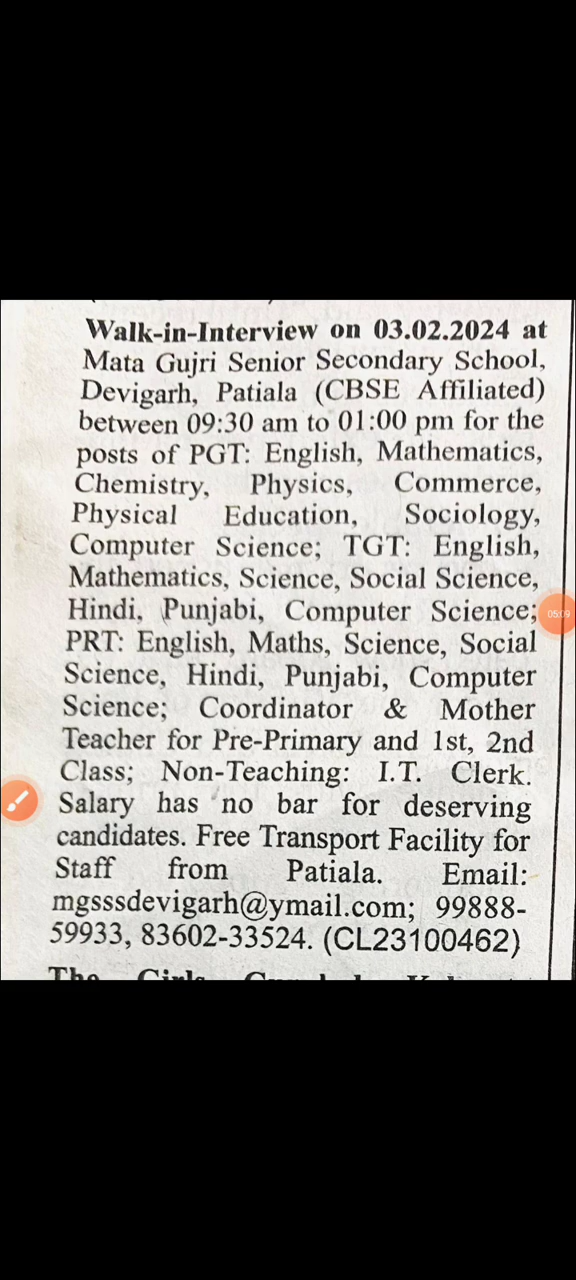 Walk-in-Interview on 03.02.2024 at
Mata Gujri Senior Secondary School,
Devigarh, Patiala (CBSE Affiliated)
between 09:30 am to 01:00 pm for the
posts of PGT: English, Mathematics,
Chemistry, Physics, Commerce,
Physical Education, Sociology,
Computer Science; TGT: English,
Mathematics, Science, Social Science,
Hindi, Punjabi, Computer Science;
05:09
PRT: English, Maths, Science, Social
Science, Hindi, Punjabi, Computer
Science; Coordinator & Mother
Teacher for Pre-Primary and 1st, 2nd
Class; Non-Teaching: I.T. Clerk.
Salary has no bar for deserving
candidates. Free Transport Facility for
Staff from Patiala. Email:
mgsssdevigarh@ymail.com; 99888-
59933, 83602-33524. (CL23100462)
The Girls